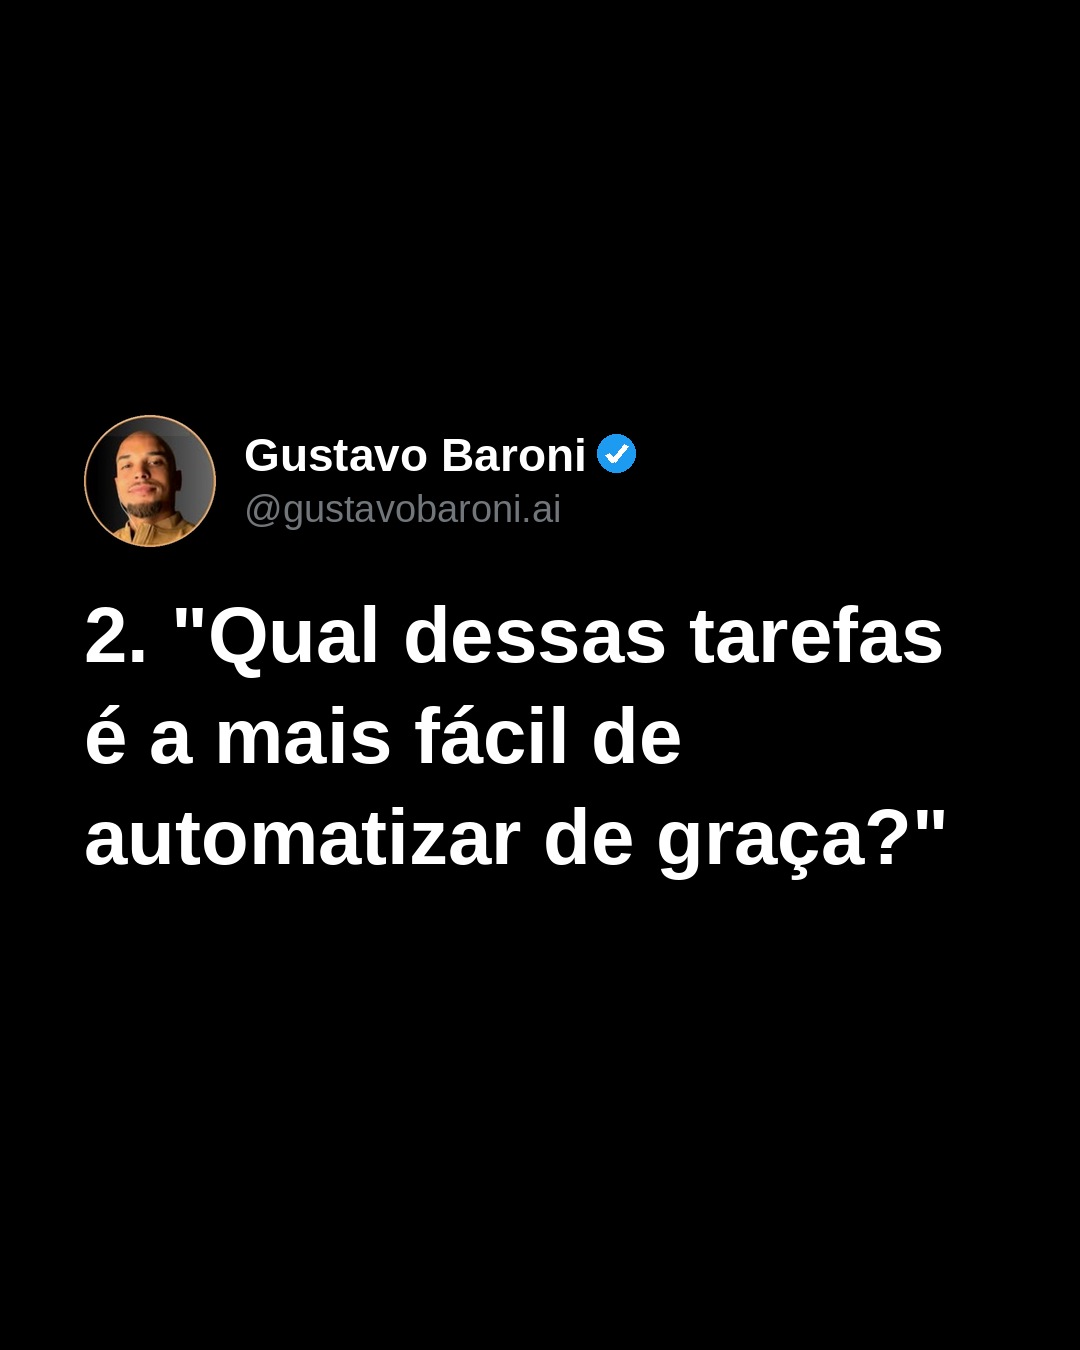 Gustavo Baroni
@gustavobaroni.ai
2. "Qual dessas tarefas
é a mais fácil de
automatizar de graça?"